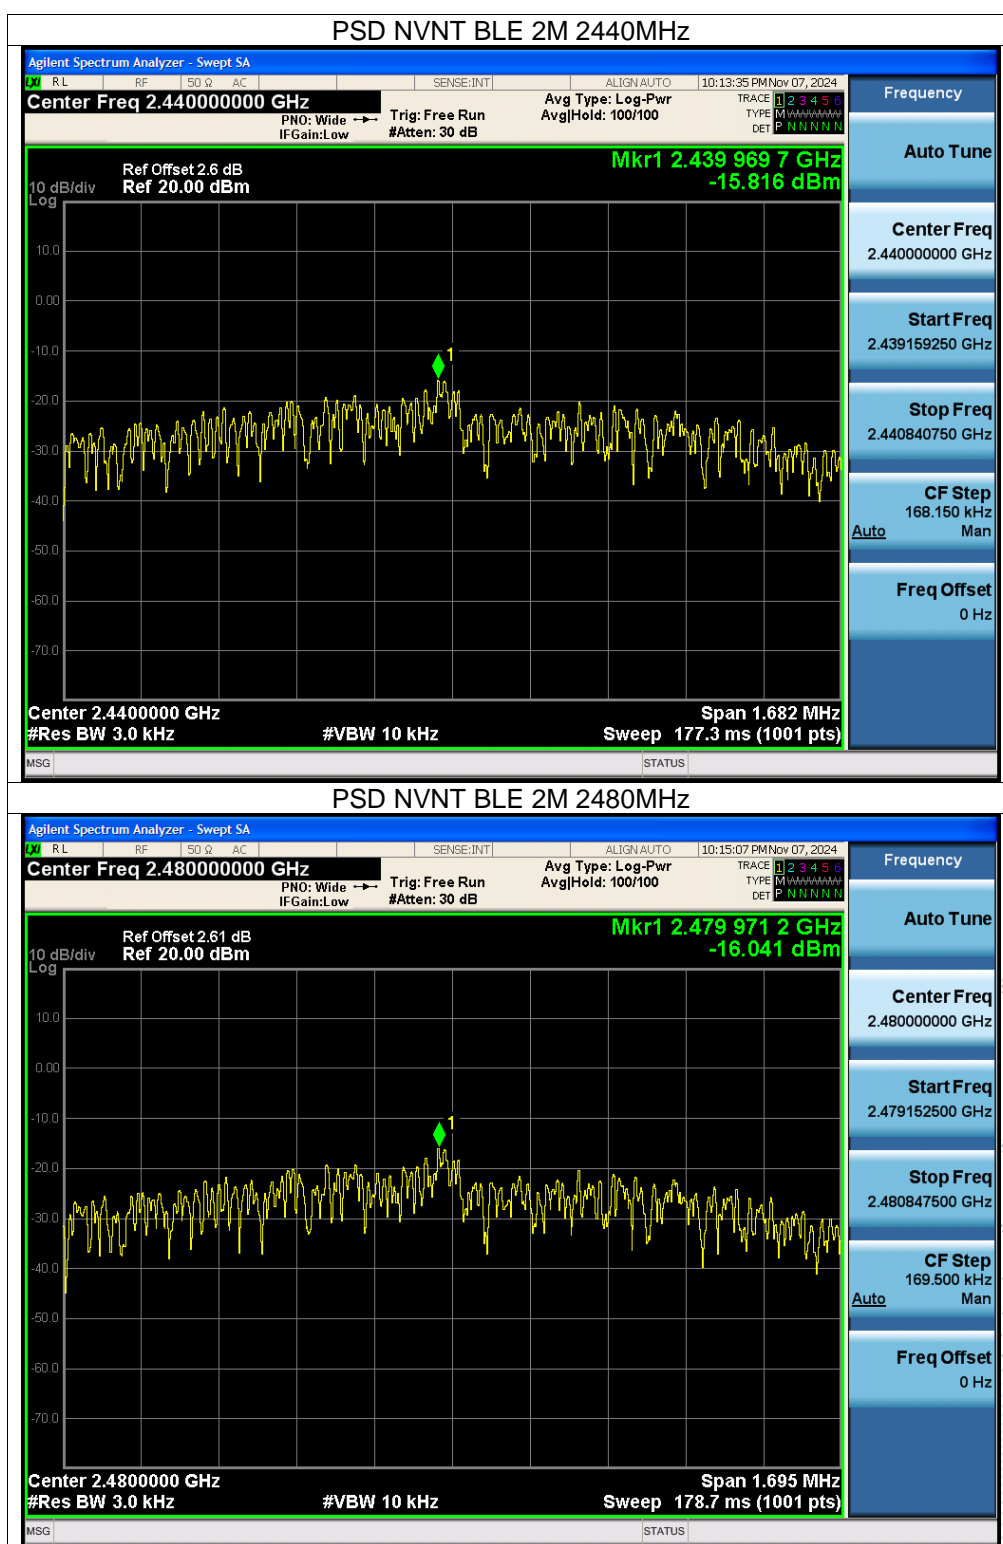 PSD NVNT BLE 2M 2440MHz
Agilent Spectrum Analyzer - Swept SA
LXI RL RF 50 Ω AC SENSE:INT ALIGN AUTO 10:13:35 PM Nov 07, 2024
Center Freq 2.440000000 GHz
PNO: Wide
IFGain:Low
Trig: Free Run
#Atten: 30 dB
Avg Type: Log-Pwr
Avg|Hold: 100/100
TRACE 1 2 3 4 5 6
TYPE M W W W W W
DET P N N N N N
Frequency
Auto Tune
Center Freq
2.440000000 GHz
Start Freq
2.439159250 GHz
Stop Freq
2.440840750 GHz
CF Step
168.150 kHz
Auto Man
Freq Offset
0 Hz
Mkr1 2.439 969 7 GHz
-15.816 dBm
Ref Offset 2.6 dB
10 dB/div Ref 20.00 dBm
Log
10.0
0.00
-10.0
-20.0
-30.0
-40.0
-50.0
-60.0
-70.0
1
Center 2.4400000 GHz Span 1.682 MHz
#Res BW 3.0 kHz #VBW 10 kHz Sweep 177.3 ms (1001 pts)
MSG STATUS
PSD NVNT BLE 2M 2480MHz
Agilent Spectrum Analyzer - Swept SA
LXI RL RF 50 Ω AC SENSE:INT ALIGN AUTO 10:15:07 PM Nov 07, 2024
Center Freq 2.480000000 GHz
PNO: Wide
IFGain:Low
Trig: Free Run
#Atten: 30 dB
Avg Type: Log-Pwr
Avg|Hold: 100/100
TRACE 1 2 3 4 5 6
TYPE M W W W W W
DET P N N N N N
Frequency
Auto Tune
Center Freq
2.480000000 GHz
Start Freq
2.479152500 GHz
Stop Freq
2.480847500 GHz
CF Step
169.500 kHz
Auto Man
Freq Offset
0 Hz
Mkr1 2.479 971 2 GHz
-16.041 dBm
Ref Offset 2.61 dB
10 dB/div Ref 20.00 dBm
Log
10.0
0.00
-10.0
-20.0
-30.0
-40.0
-50.0
-60.0
-70.0
1
Center 2.4800000 GHz Span 1.695 MHz
#Res BW 3.0 kHz #VBW 10 kHz Sweep 178.7 ms (1001 pts)
MSG STATUS